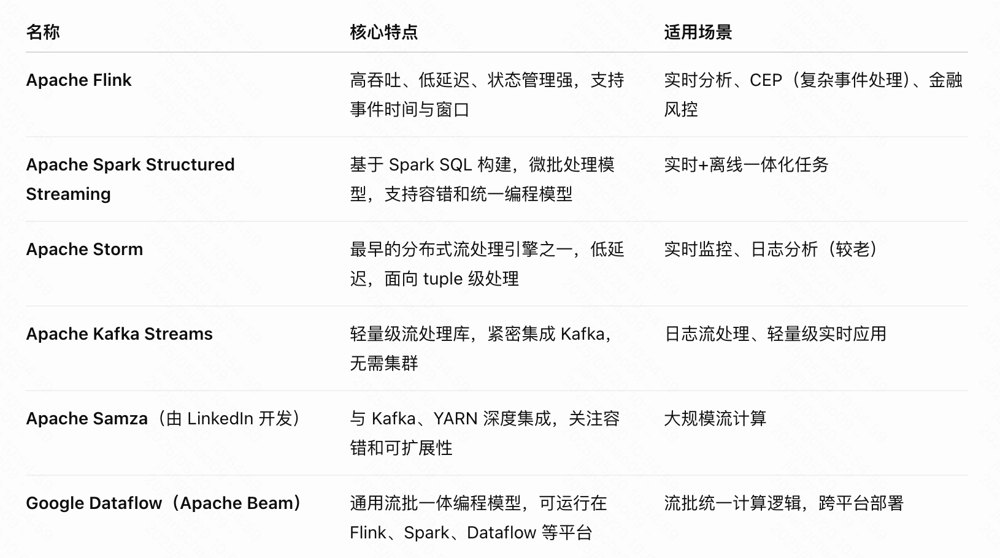 名称 核心特点 适用场景
Apache Flink 高吞吐、低延迟、状态管理强，支持 实时分析、CEP（复杂事件处理）、金融
事件时间与窗口 风控
Apache Spark Structured 基于 Spark SQL 构建，微批处理模 实时+离线一体化任务
Streaming 型，支持容错和统一编程模型
Apache Storm 最早的分布式流处理引擎之一，低延 实时监控、日志分析（较老）
迟，面向 tuple 级处理
Apache Kafka Streams 轻量级流处理库，紧密集成 Kafka， 日志流处理、轻量级实时应用
无需集群
Apache Samza（由 LinkedIn 开发） 与 Kafka、YARN 深度集成，关注容 大规模流计算
错和可扩展性
Google Dataflow（Apache Beam） 通用流批一体编程模型，可运行在 流批统一计算逻辑，跨平台部署
Flink、Spark、Dataflow 等平台